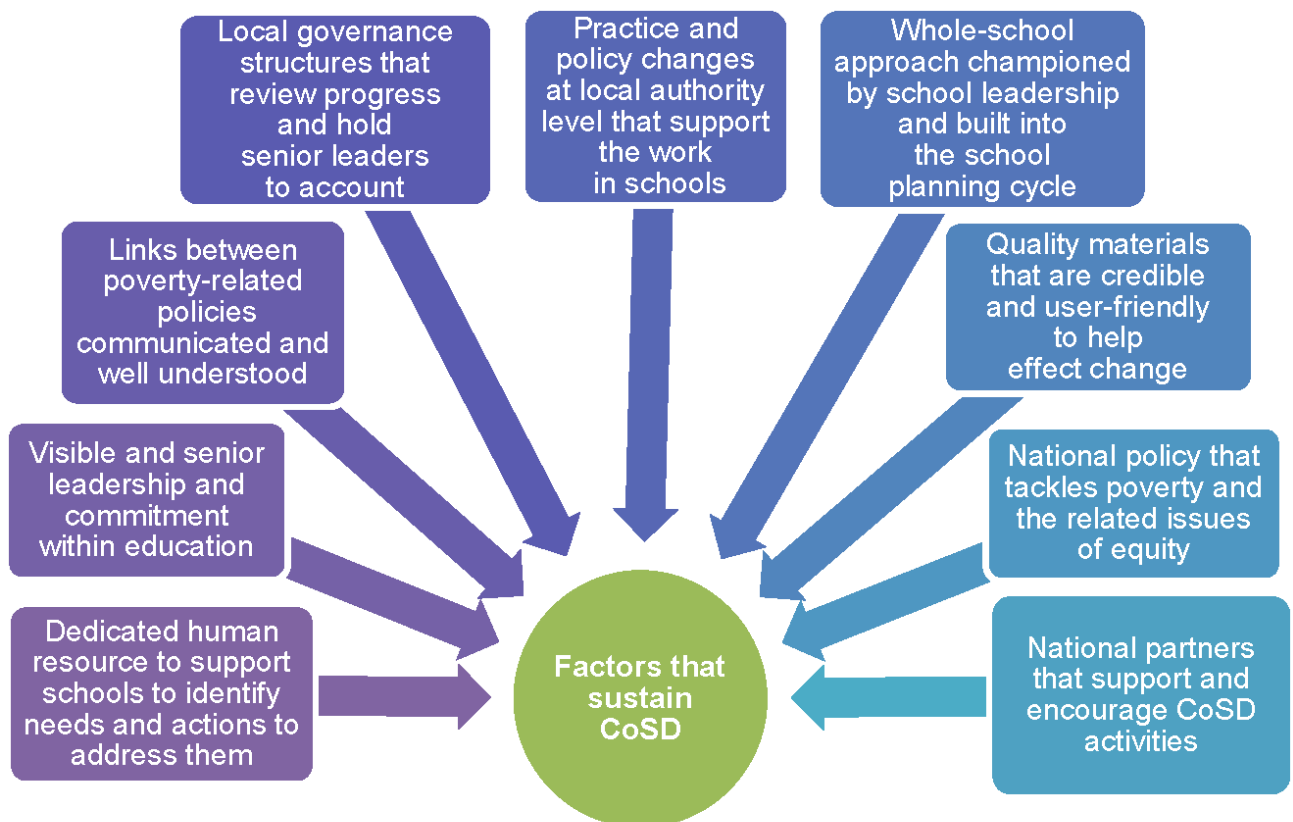 Local governance
structures that
review progress
and hold
senior leaders
to account
Practice and
policy changes
at local authority
level that support
the work
in schools
Whole-school
approach championed
by school leadership
and built into
the school
planning cycle
Links between
poverty-related
policies
communicated and
well understood
Quality materials
that are credible
and user-friendly
to help
effect change
Visible and senior
leadership and
commitment
within education
National policy that
tackles poverty and
the related issues
of equity
Dedicated human
resource to support
schools to identify
needs and actions to
address them
Factors that
sustain
CoSD
National partners
that support and
encourage CoSD
activities